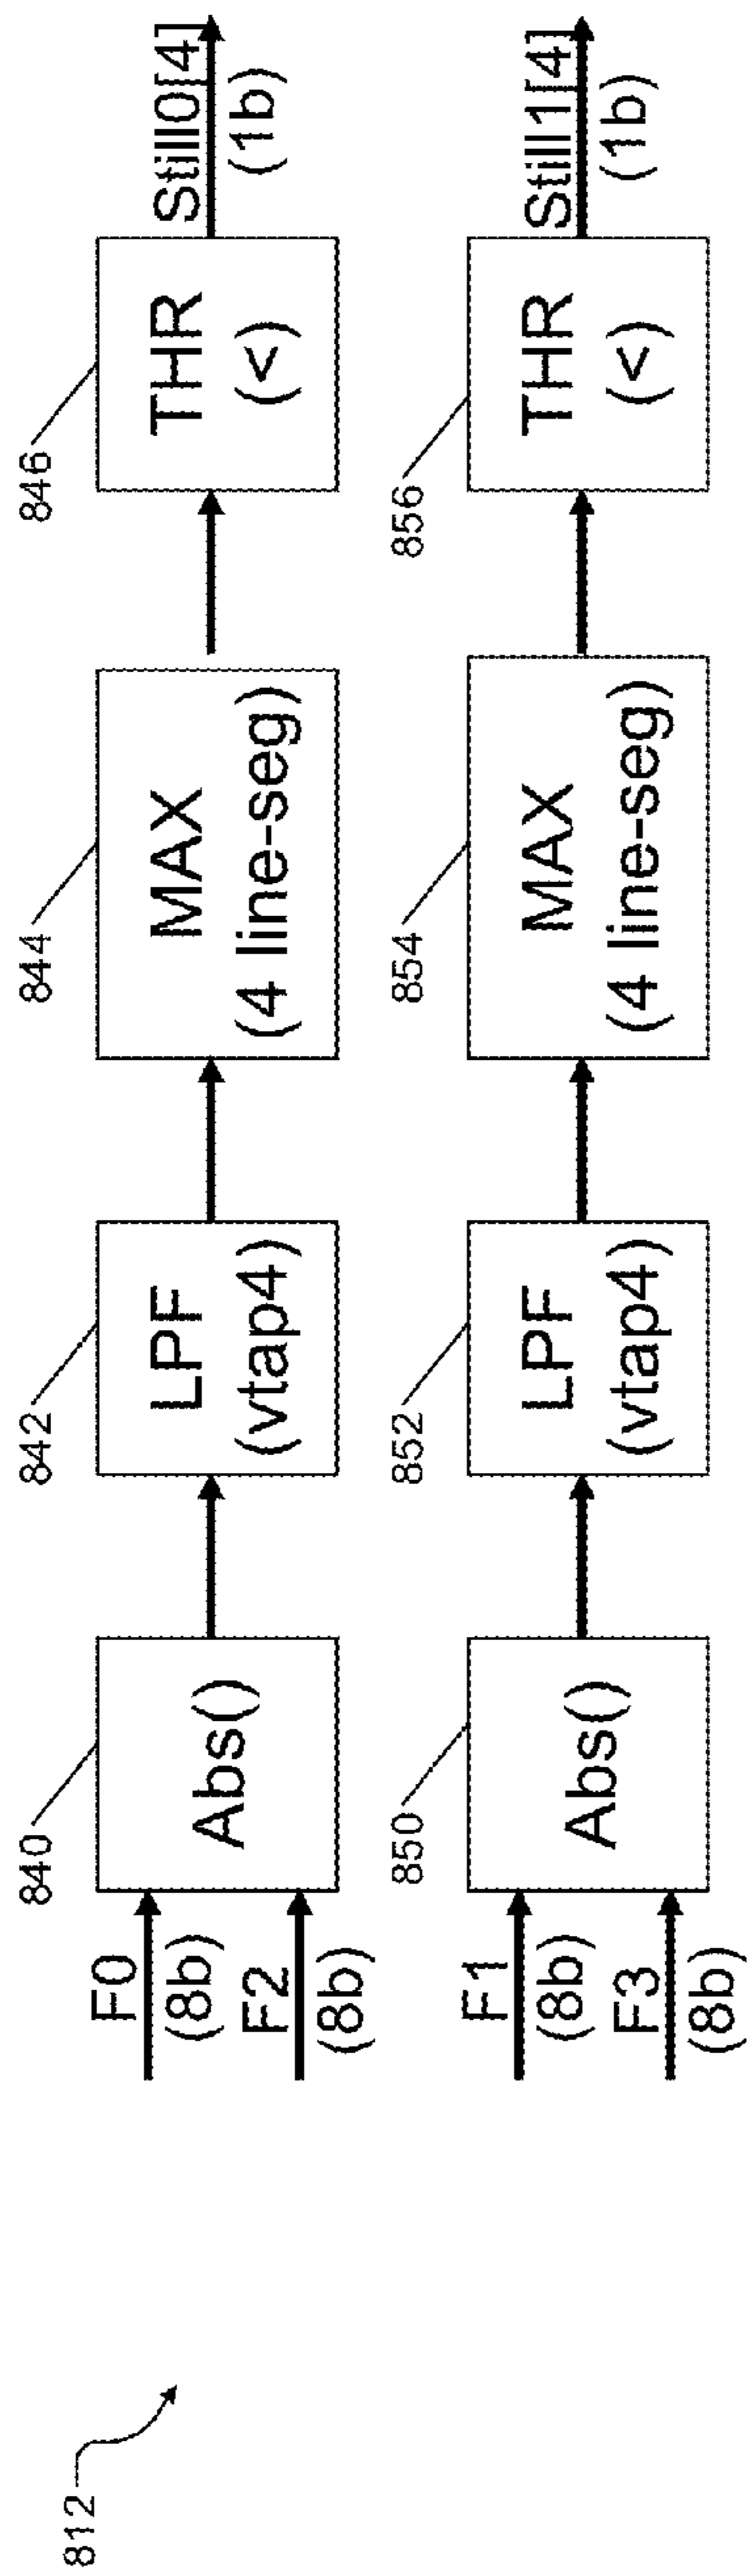 812
F0
(8b)
F2
(8b)
840
Abs()
842
LPF
(vtap4)
844
MAX
(4 line-seg)
846
THR
(<)
Still0[4]
(1b)
F1
(8b)
F3
(8b)
850
Abs()
852
LPF
(vtap4)
854
MAX
(4 line-seg)
856
THR
(<)
Still1[4]
(1b)